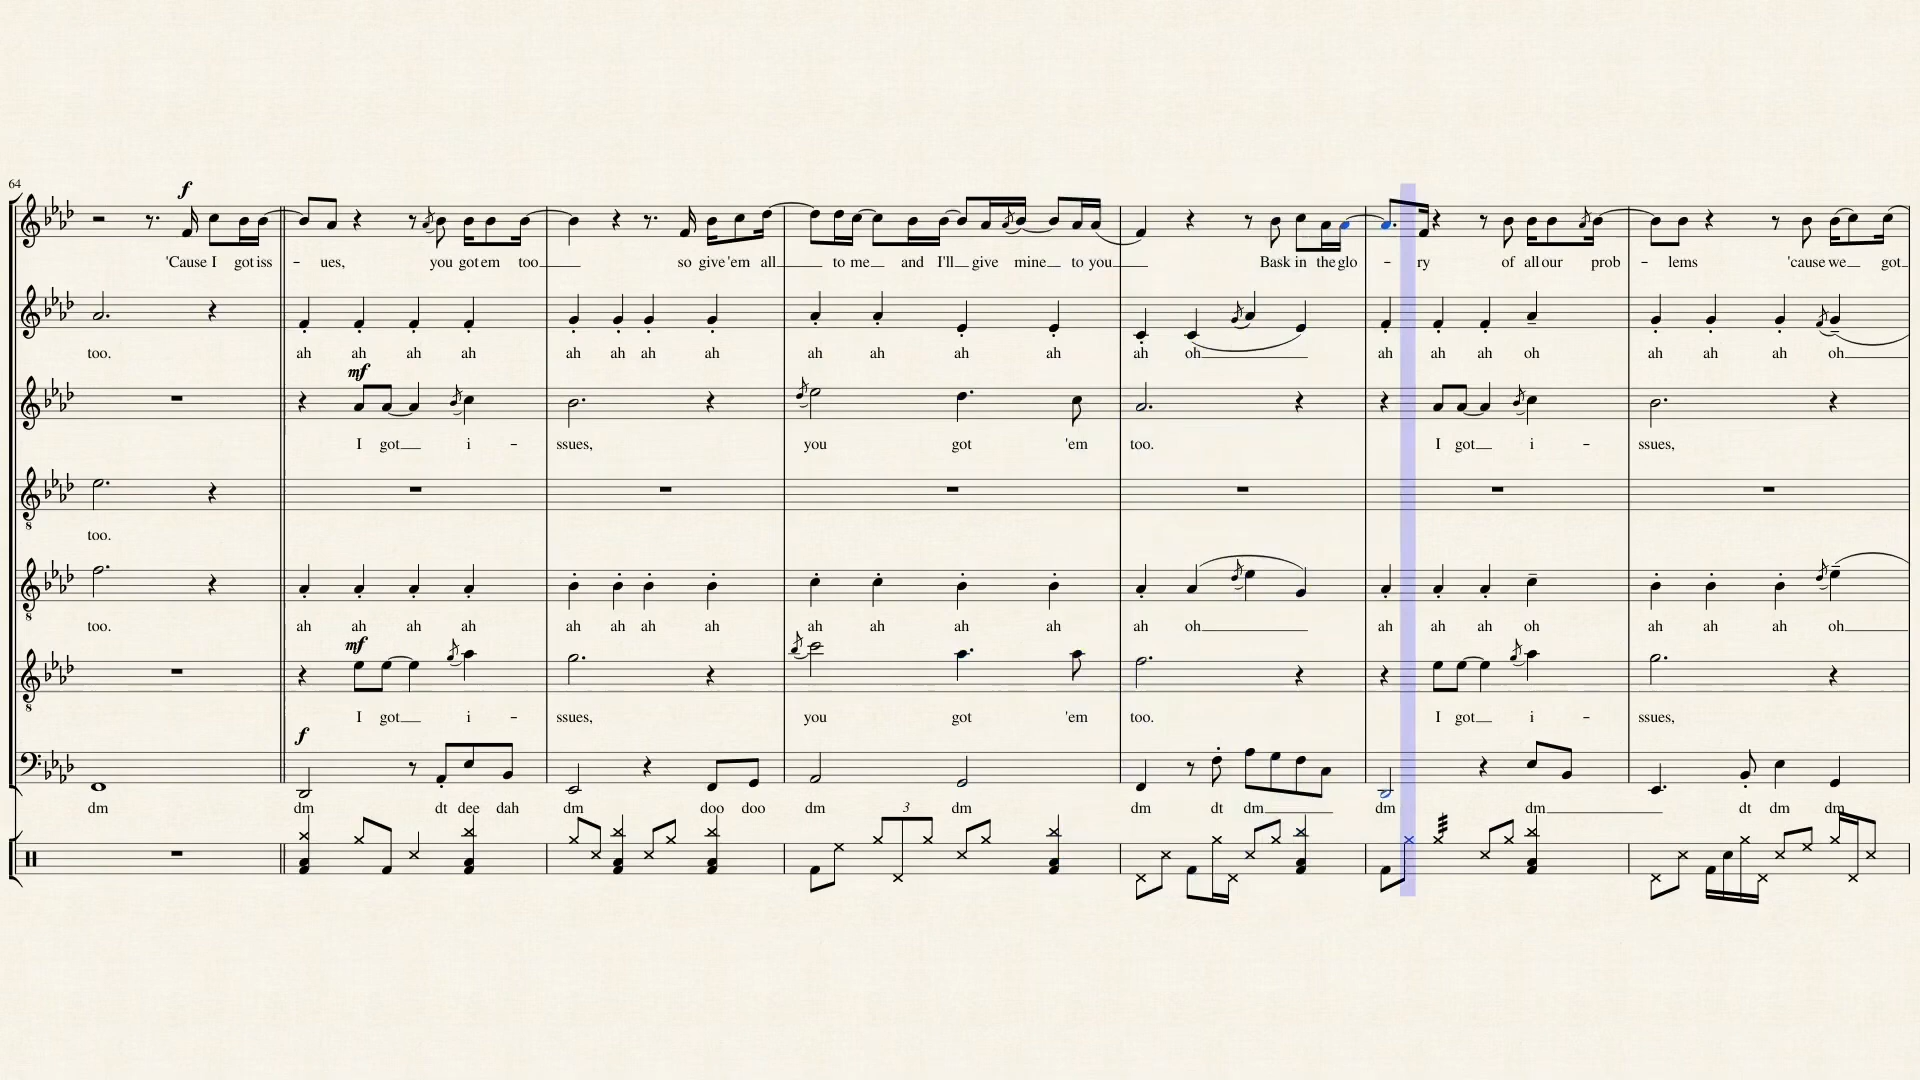 64
f
'Cause I got iss - ues, you got em too so give 'em all to me and I'll give mine to you Bask in the glo - ry of all our prob - lems 'cause we got
too. ah ah ah ah ah ah ah ah ah ah ah ah ah oh ah ah ah oh ah ah ah oh
mf
I got i - ssues, you got 'em too. I got i - ssues,
too.
too. ah ah ah ah ah ah ah ah ah ah ah ah ah oh ah ah ah oh ah ah ah oh
mf
I got i - ssues, you got 'em too. I got i - ssues,
f
dm dm dt dee dah dm doo doo dm dm dm dt dm dm dm dt dm dm
3